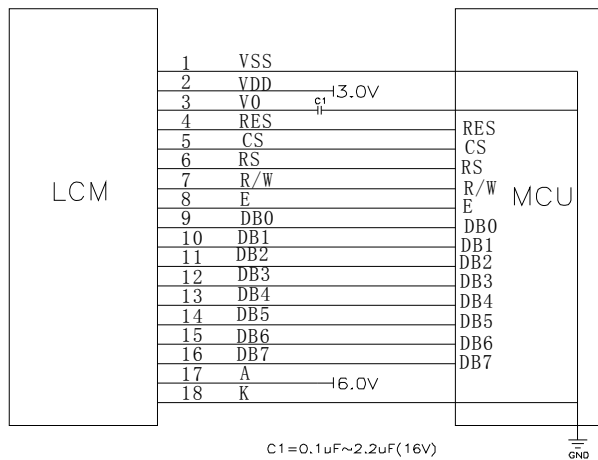 LCM
MCU
1 VSS
2 VDD 3.0V
3 V0 C1
4 RES RES
5 CS CS
6 RS RS
7 R/W R/W
8 E E
9 DB0 DB0
10 DB1 DB1
11 DB2 DB2
12 DB3 DB3
13 DB4 DB4
14 DB5 DB5
15 DB6 DB6
16 DB7 DB7
17 A 6.0V
18 K
C1=0.1uF~2.2uF(16V)
GND